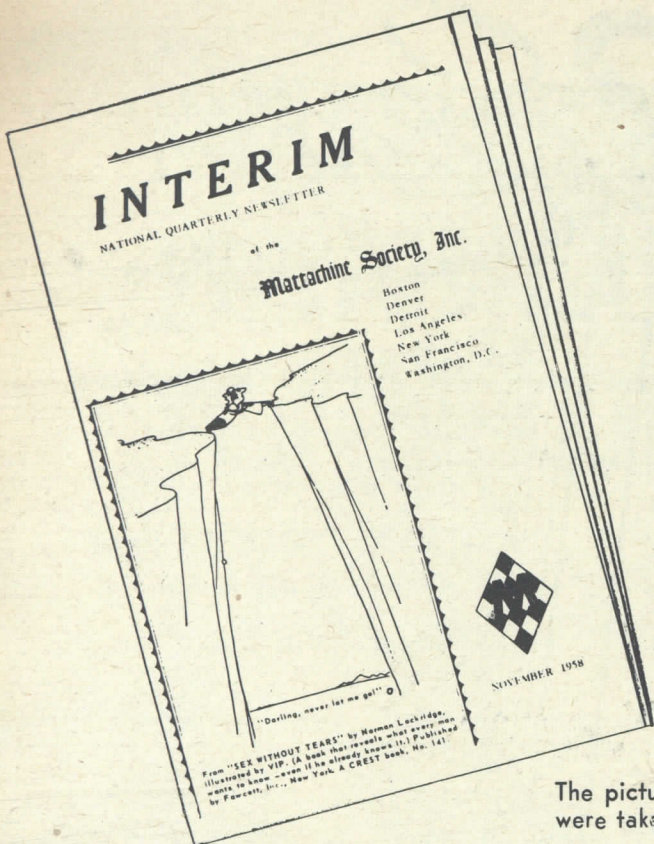 INTERIM
NATIONAL QUARTERLY NEWSLETTER
of the
Mattachine Society, Inc.
Boston
Denver
Detroit
Los Angeles
New York
San Francisco
Washington, D.C.
"Darling, never let me go!"
From "SEX WITHOUT TEARS" by Norman Lockridge,
illustrated by VIP. (A book that reveals what every man
wants to know—even if he already knows it.) Published
by Fawcett, Inc., New York. A CREST book, No. 141.
NOVEMBER 1958
The pictu
were take